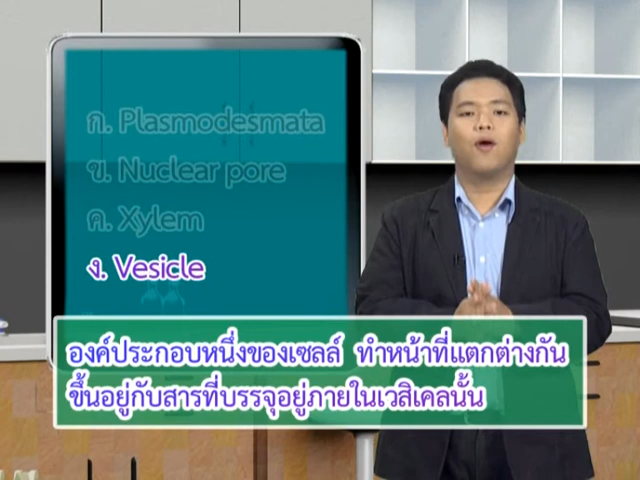 ก. Plasmodesmata
ข. Nuclear pore
ค. Xylem
ง. Vesicle
องค์ประกอบหนึ่งของเซลล์ ทำหน้าที่แตกต่างกัน
ขึ้นอยู่กับสารที่บรรจุอยู่ภายในเวสิเคลนั้น